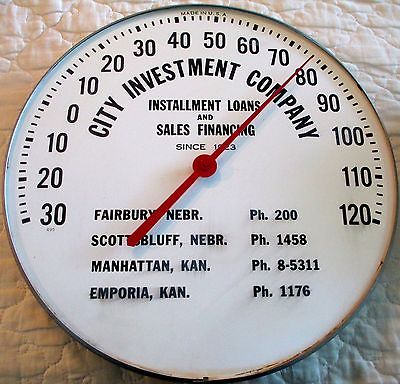 MADE IN U.S.A.
30 20 10 0 10 20 30 40 50 60 70 80 90 100 110 120
CITY INVESTMENT COMPANY
INSTALLMENT LOANS
AND
SALES FINANCING
SINCE 1923
FAIRBURY, NEBR. Ph. 200
SCOTTSBLUFF, NEBR. Ph. 1458
MANHATTAN, KAN. Ph. 8-5311
EMPORIA, KAN. Ph. 1176